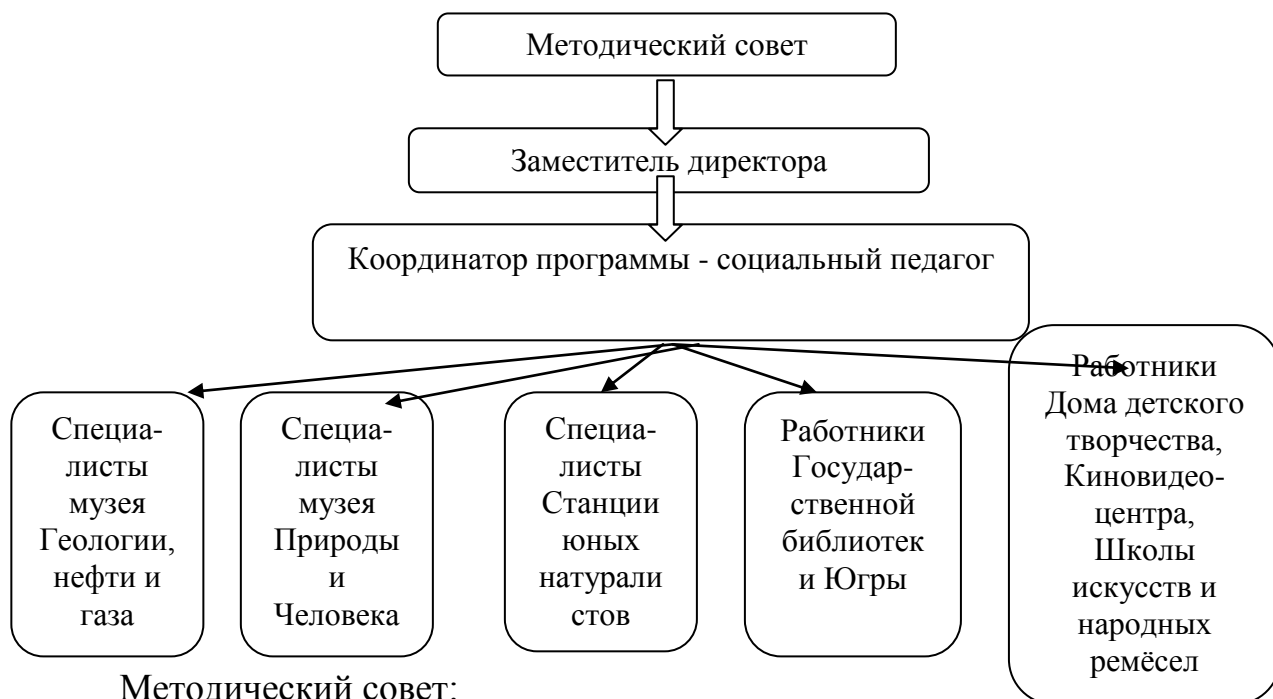 Методический совет
Заместитель директора
Координатор программы - социальный педагог
Специа-
листы
музея
Геологии,
нефти и
газа
Специа-
листы
музея
Природы
и
Человека
Специа-
листы
Станции
юных
натурали
стов
Работники
Государ-
ственной
библиотек
и Югры
Работники
Дома детского
творчества,
Киновидео-
центра,
Школы
искусств и
народных
ремёсел
Методический совет: